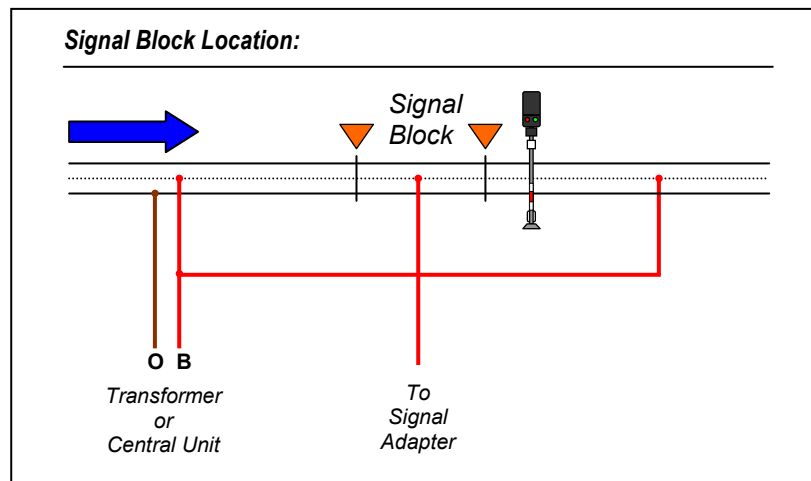 Signal Block Location:
Signal
Block
O B
Transformer
or
Central Unit
To
Signal
Adapter